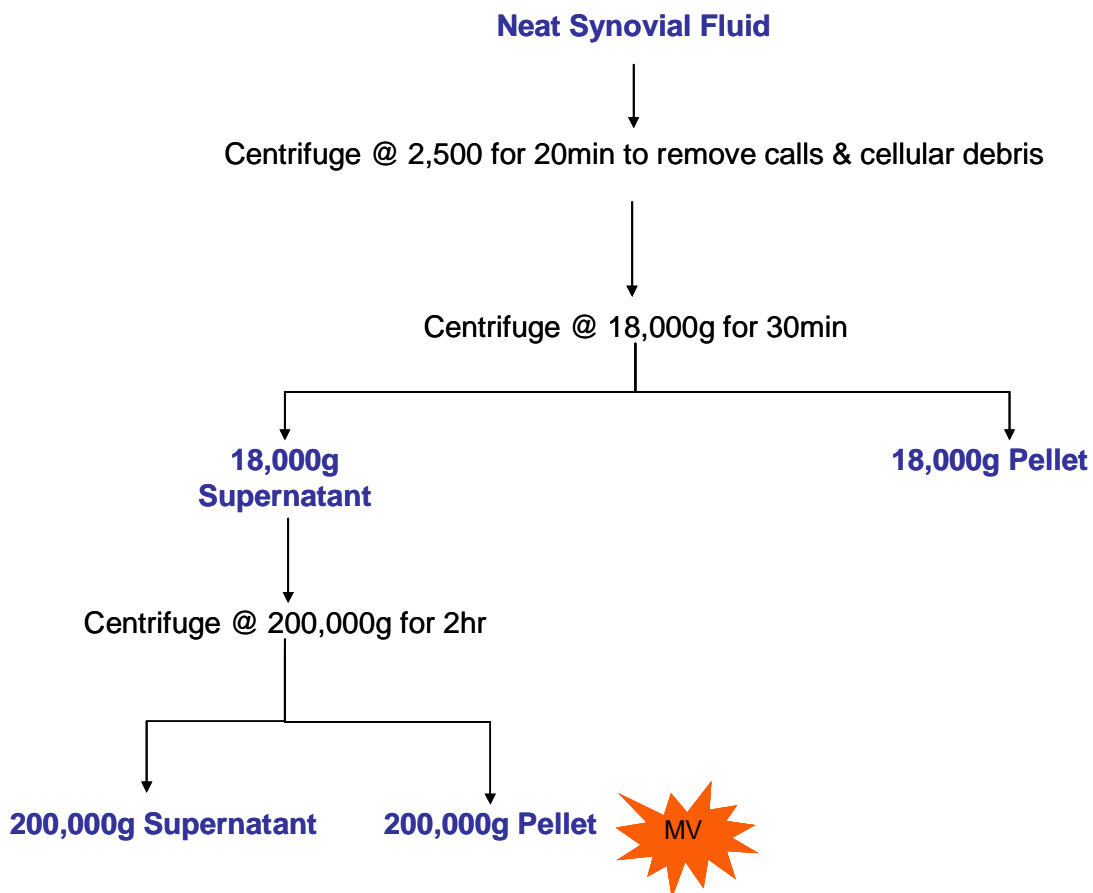 Neat Synovial Fluid
Centrifuge @ 2,500 for 20min to remove calls & cellular debris
Centrifuge @ 18,000g for 30min
18,000g
Supernatant
18,000g Pellet
Centrifuge @ 200,000g for 2hr
200,000g Supernatant
200,000g Pellet
MV